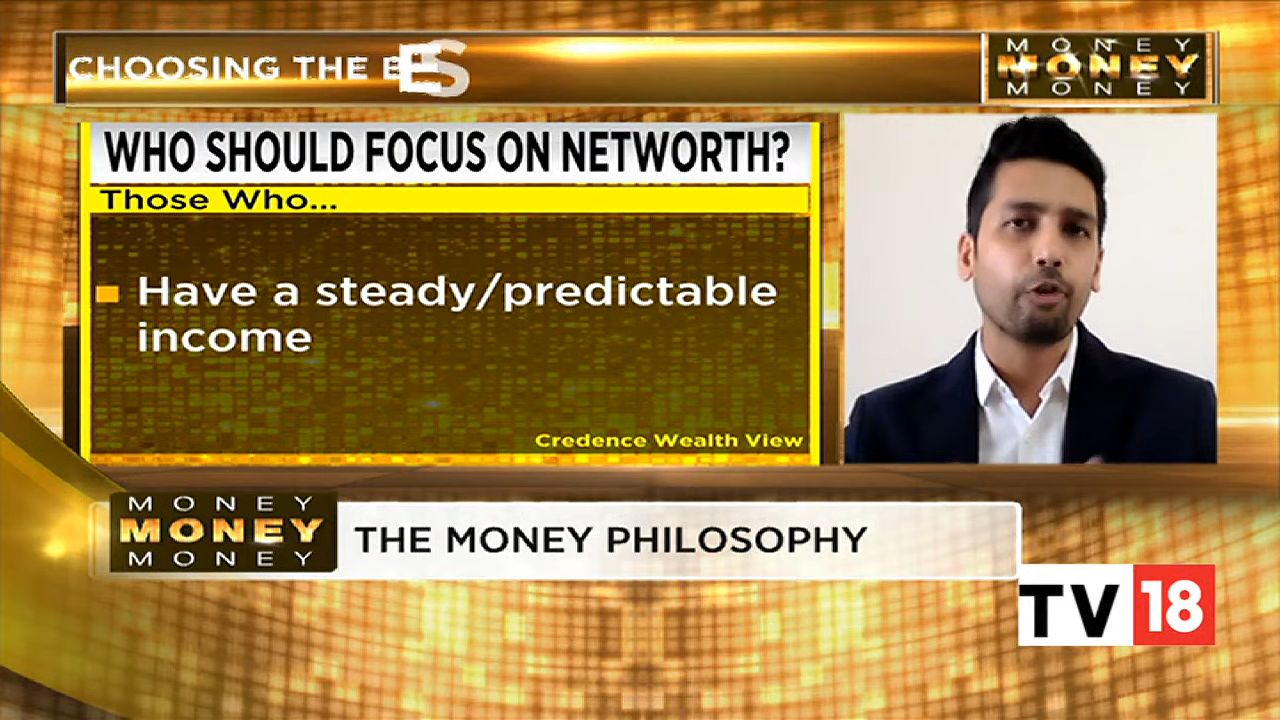 CHOOSING THE
MONEY
MONEY
MONEY
WHO SHOULD FOCUS ON NETWORTH?
Those Who...
Have a steady/predictable
income
Credence Wealth View
MONEY
MONEY
MONEY
THE MONEY PHILOSOPHY
TV18